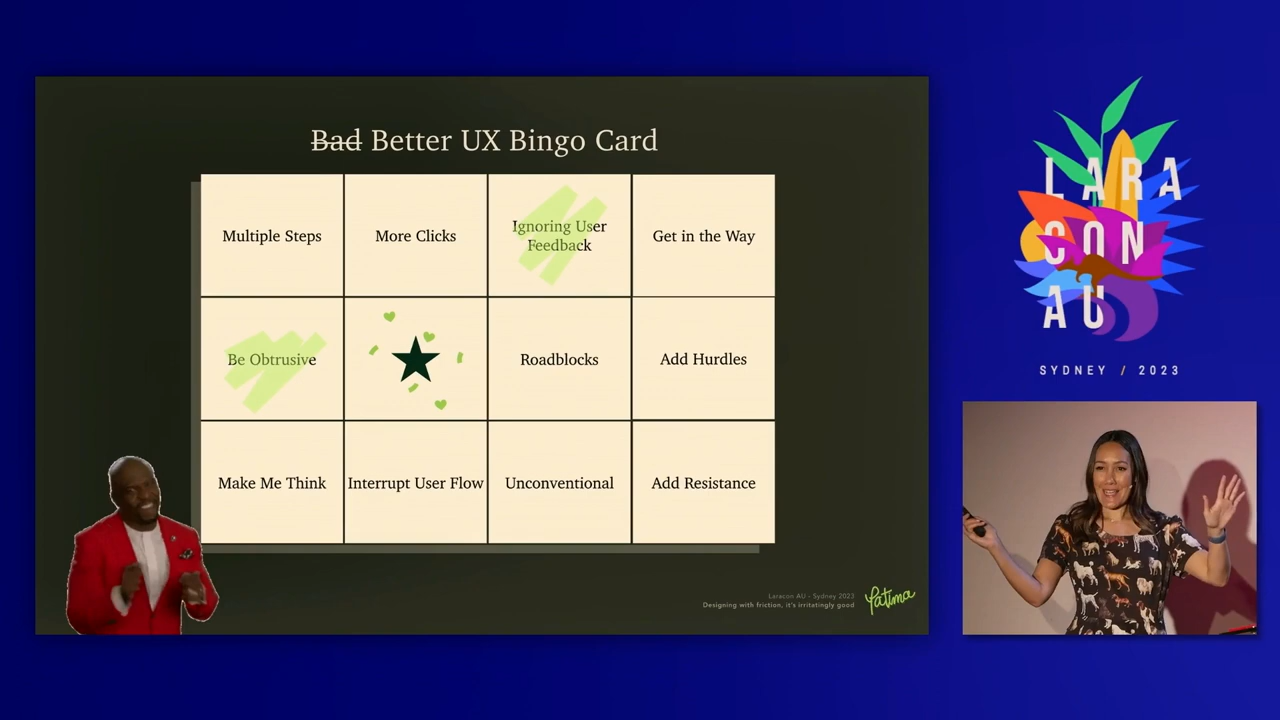 Bad Better UX Bingo Card
Multiple Steps
More Clicks
Ignoring User
Feedback
Get in the Way
Be Obtrusive
Roadblocks
Add Hurdles
Make Me Think
Interrupt User Flow
Unconventional
Add Resistance
Laracon AU - Sydney 2023
Designing with friction, it's irritatingly good
Patima
LARA
CON
AU
SYDNEY / 2023